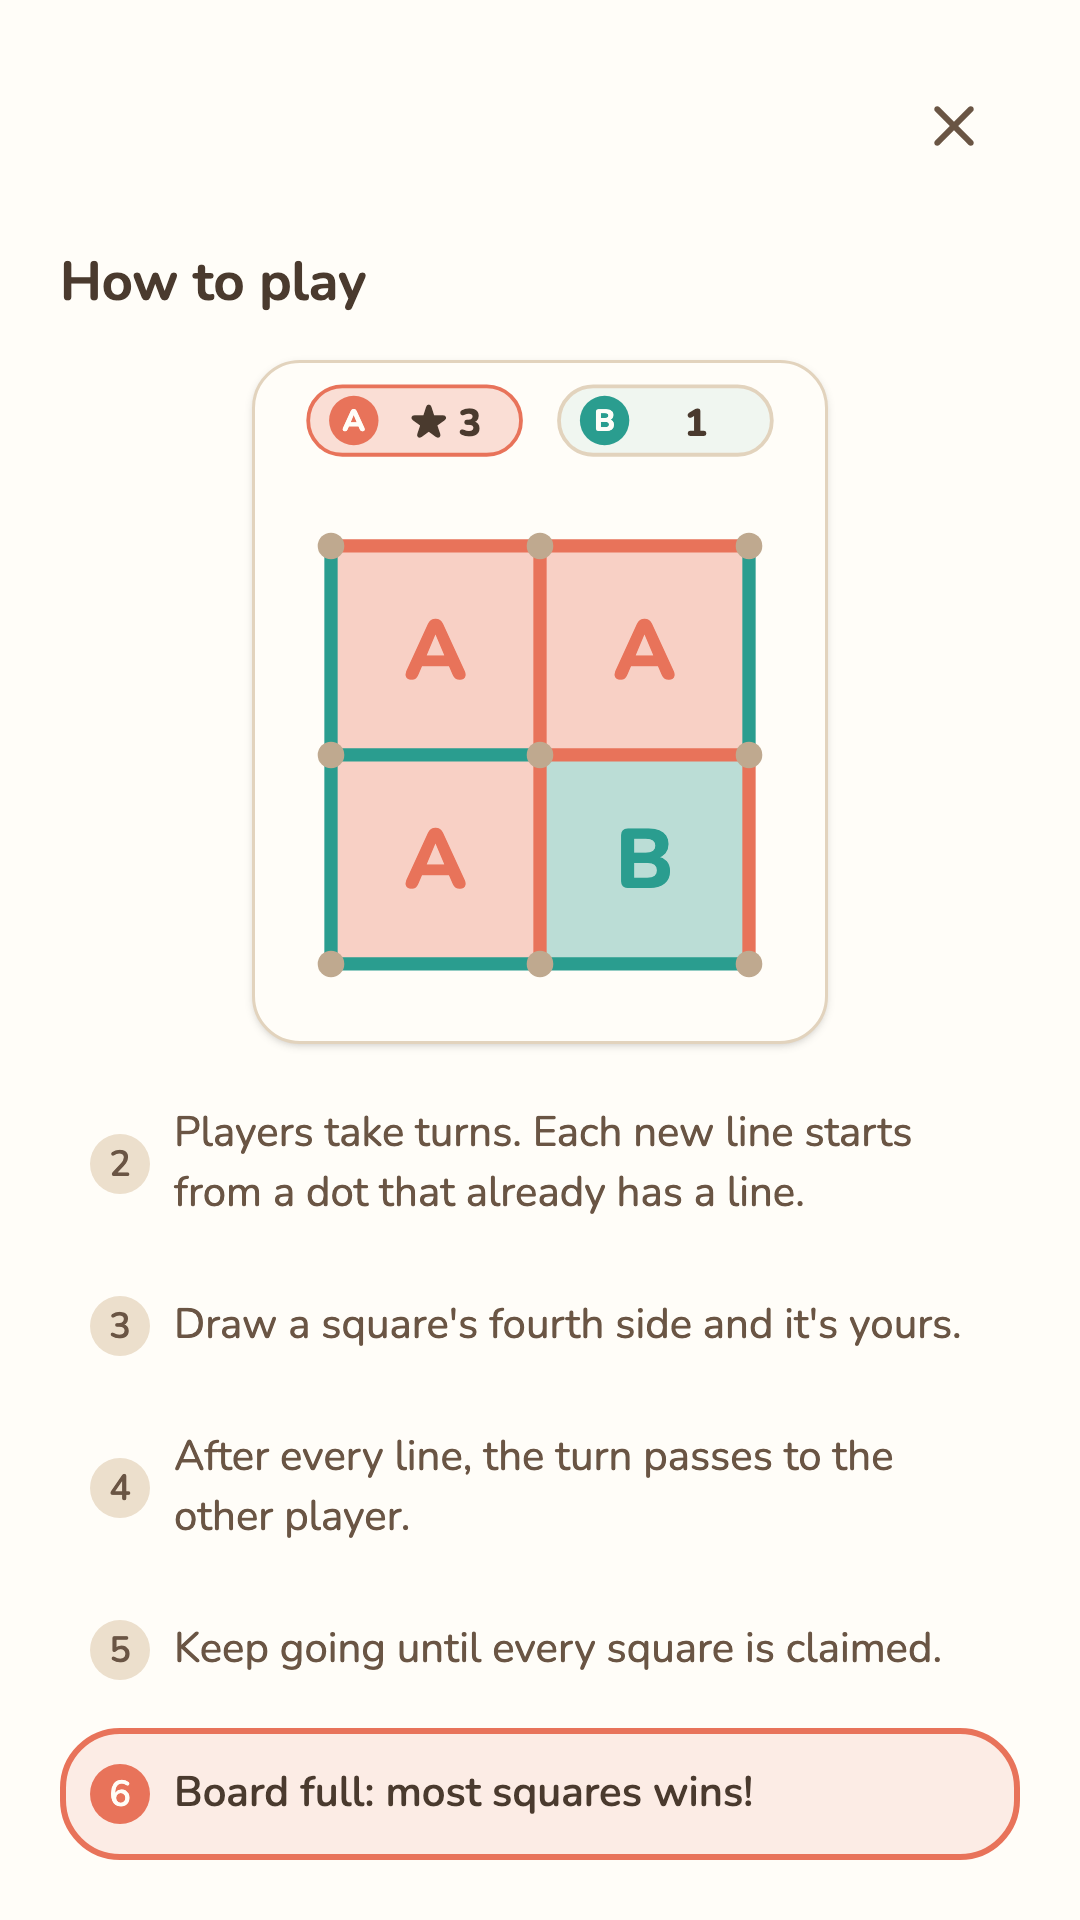 How to play
A ★ 3 B 1
A A
A B
2 Players take turns. Each new line starts
from a dot that already has a line.
3 Draw a square's fourth side and it's yours.
4 After every line, the turn passes to the
other player.
5 Keep going until every square is claimed.
6 Board full: most squares wins!